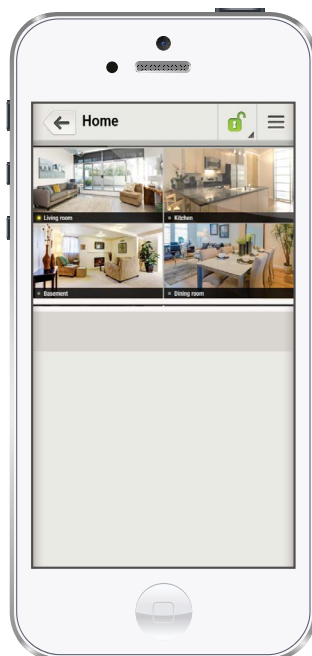 Home
Living room
Kitchen
Basement
Dining room